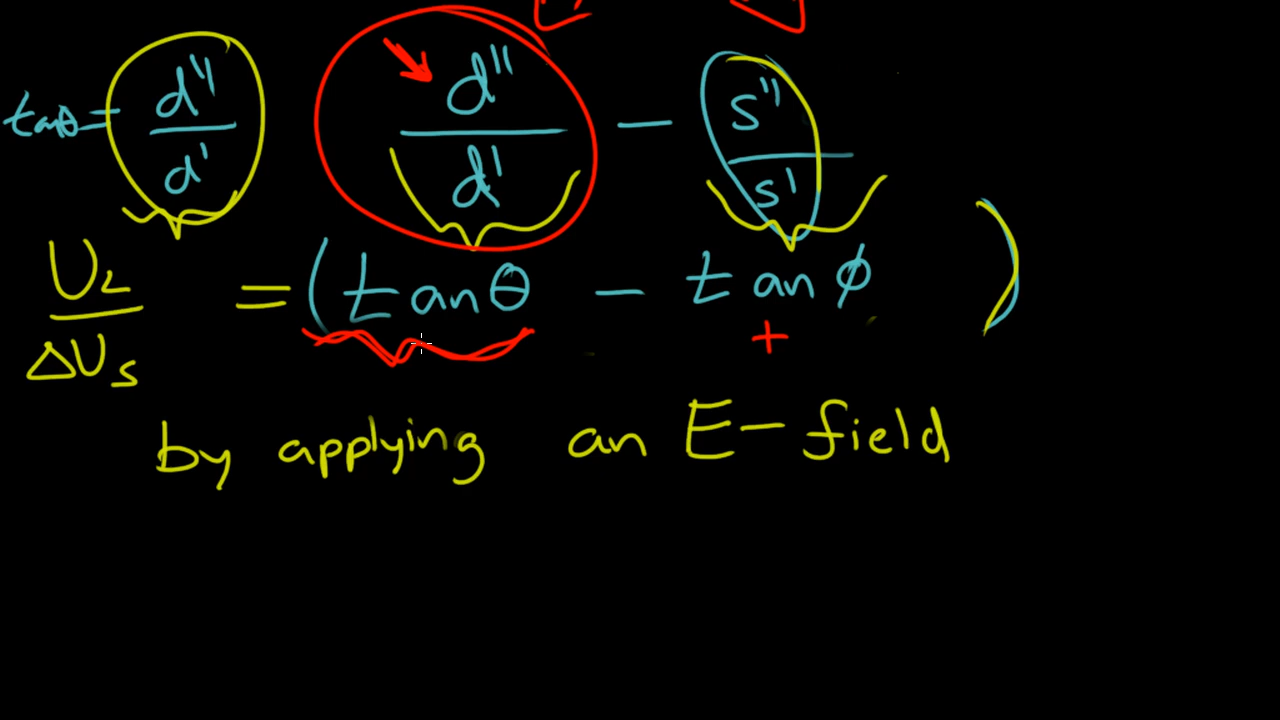 tanθ = d''/d' d''/d' − s''/s'
U_L/ΔU_s = (tanθ − tanϕ)
+
by applying an E-field